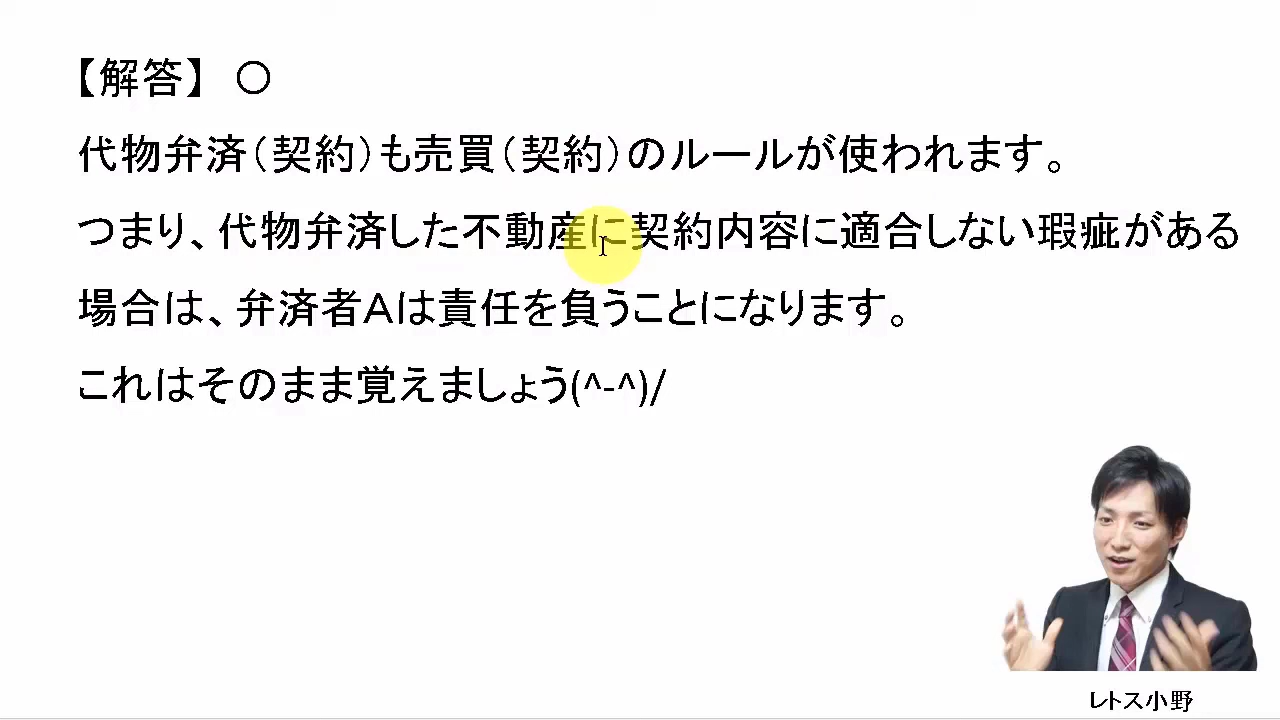 【解答】 ○
代物弁済(契約)も売買(契約)のルールが使われます。
つまり、代物弁済した不動産に契約内容に適合しない瑕疵がある
場合は、弁済者Aは責任を負うことになります。
これはそのまま覚えましょう(^-^)/
レトス小野